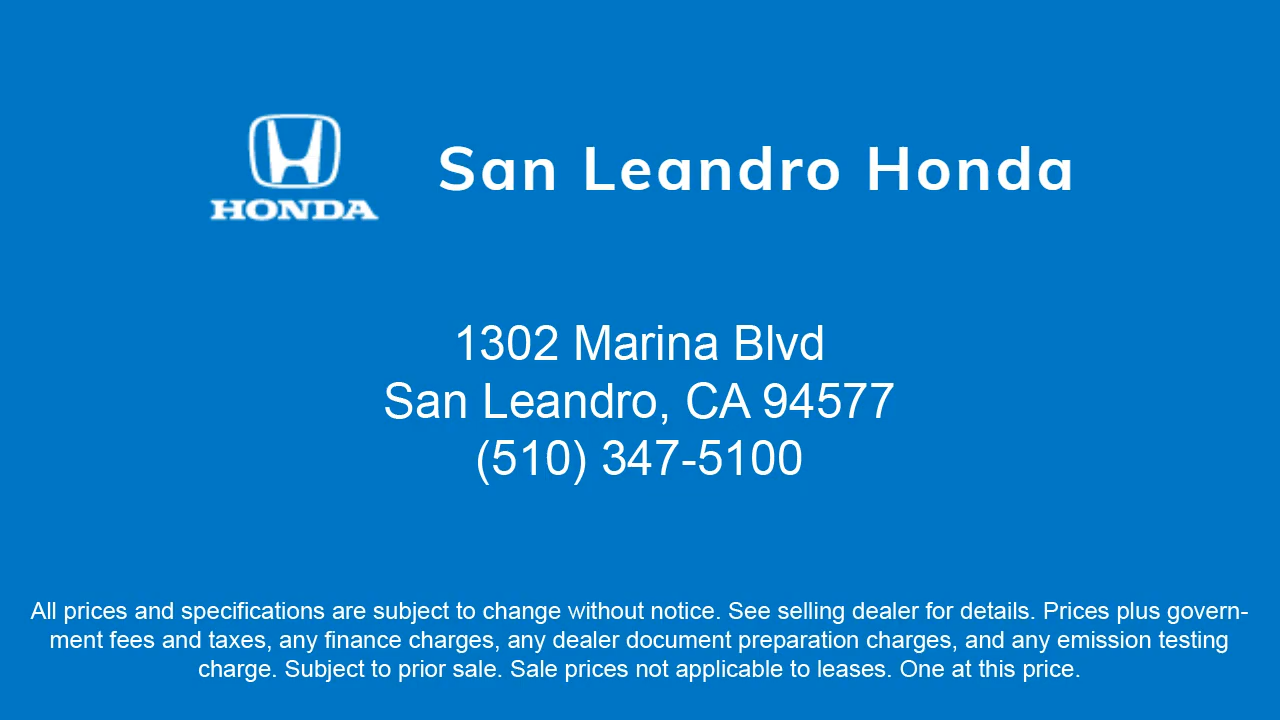 HONDA
San Leandro Honda
1302 Marina Blvd
San Leandro, CA 94577
(510) 347-5100
All prices and specifications are subject to change without notice. See selling dealer for details. Prices plus govern-
ment fees and taxes, any finance charges, any dealer document preparation charges, and any emission testing
charge. Subject to prior sale. Sale prices not applicable to leases. One at this price.